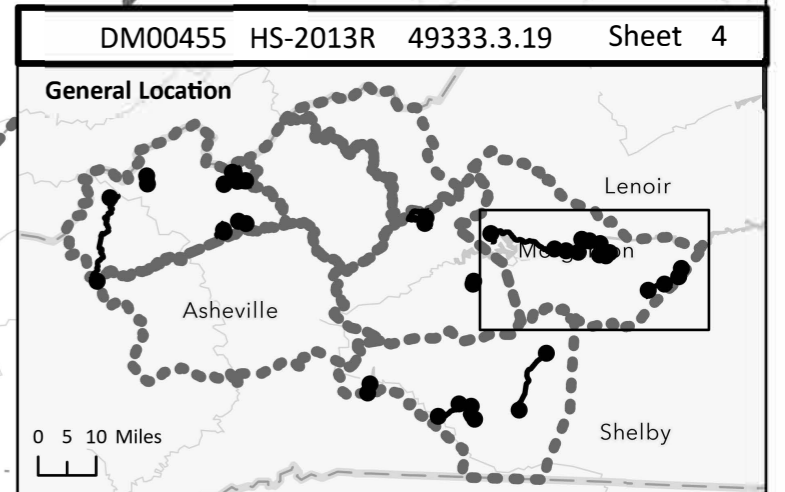 DM00455 HS-2013R 49333.3.19 Sheet 4
General Location
Lenoir
Asheville
0 5 10 Miles
Shelby